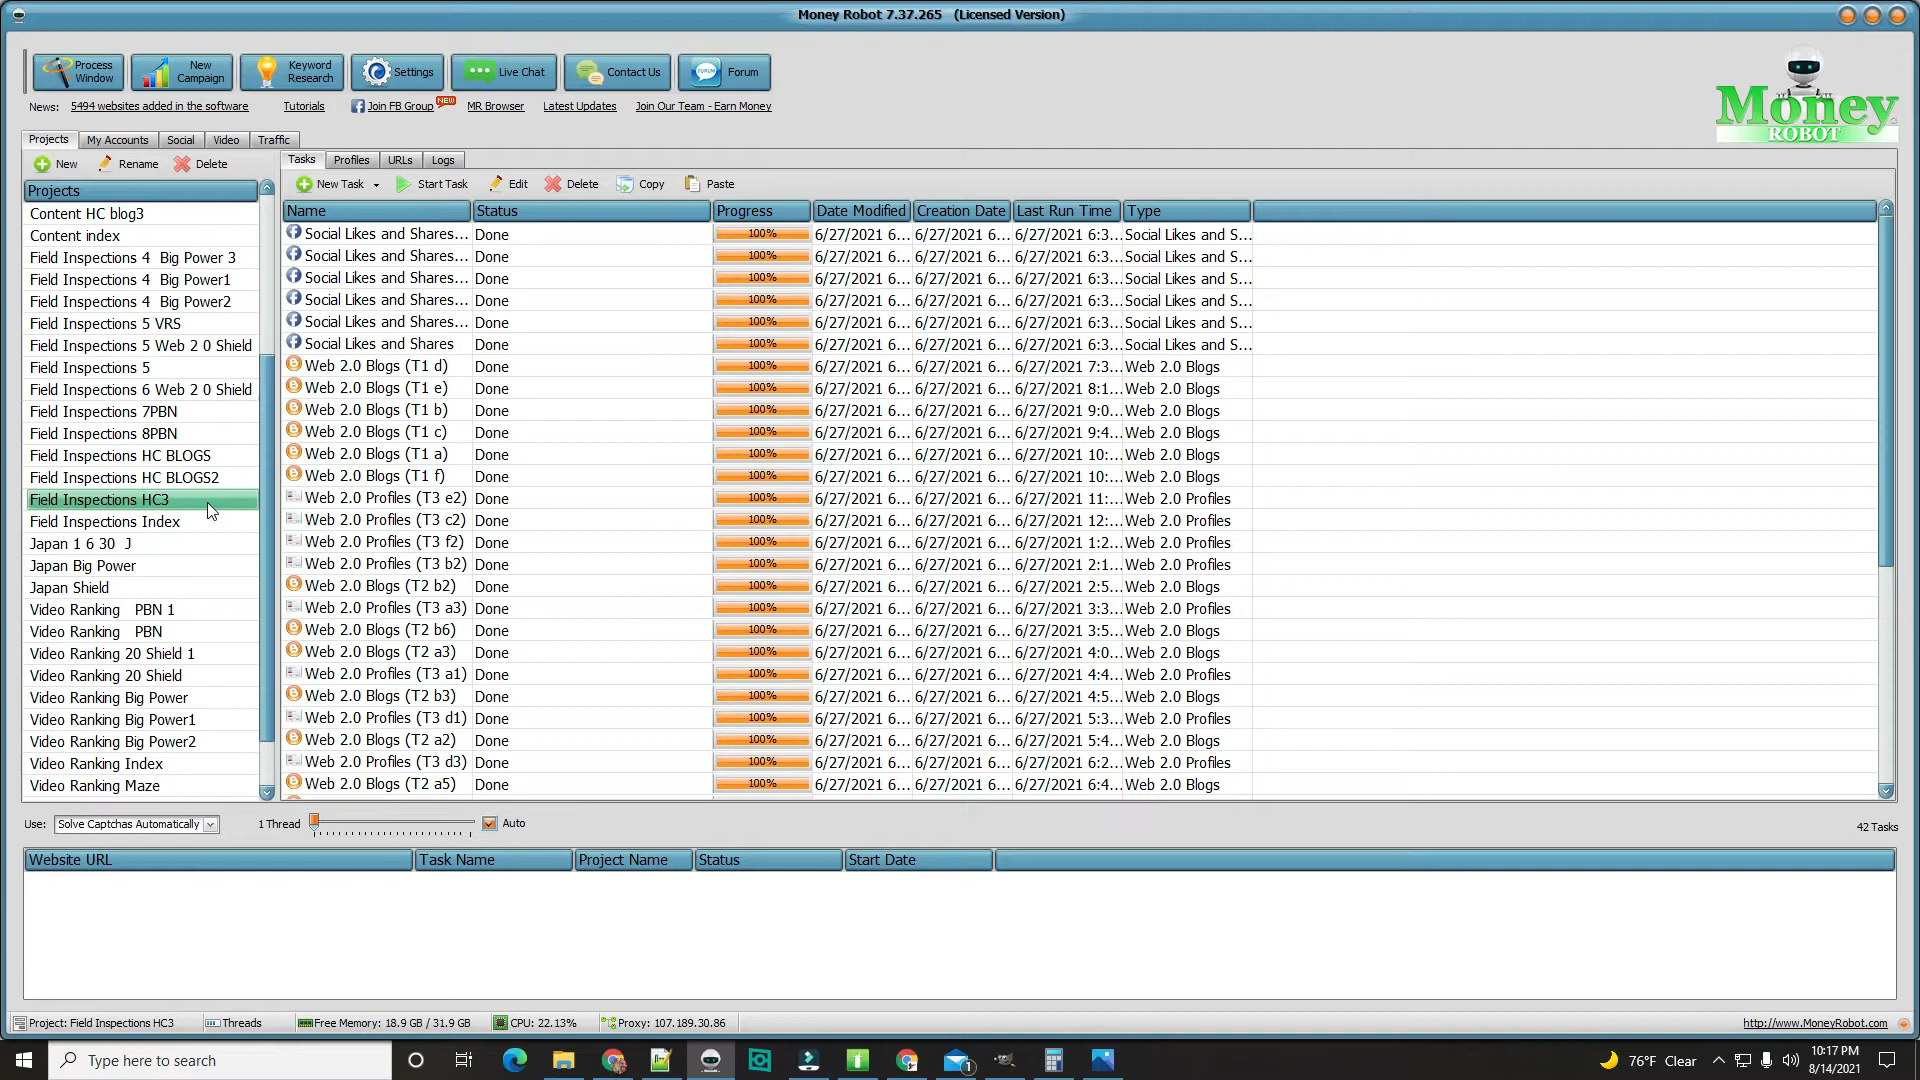 Money Robot 7.37.265 (Licensed Version)
Process Window
New Campaign
Keyword Research
Settings
Live Chat
Contact Us
FORUM
Forum
News: 5494 websites added in the software Tutorials Join FB Group NEW MR Browser Latest Updates Join Our Team - Earn Money
Money
ROBOT
Projects My Accounts Social Video Traffic
New Rename Delete
Projects
Content HC blog3
Content index
Field Inspections 4 Big Power 3
Field Inspections 4 Big Power1
Field Inspections 4 Big Power2
Field Inspections 5 VRS
Field Inspections 5 Web 2 0 Shield
Field Inspections 5
Field Inspections 6 Web 2 0 Shield
Field Inspections 7PBN
Field Inspections 8PBN
Field Inspections HC BLOGS
Field Inspections HC BLOGS2
Field Inspections HC3
Field Inspections Index
Japan 1 6 30 J
Japan Big Power
Japan Shield
Video Ranking PBN 1
Video Ranking PBN
Video Ranking 20 Shield 1
Video Ranking 20 Shield
Video Ranking Big Power
Video Ranking Big Power1
Video Ranking Big Power2
Video Ranking Index
Video Ranking Maze
Tasks Profiles URLs Logs
New Task Start Task Edit Delete Copy Paste
Name Status Progress Date Modified Creation Date Last Run Time Type
Social Likes and Shares... Done 100% 6/27/2021 6... 6/27/2021 6... 6/27/2021 6:3... Social Likes and S...
Social Likes and Shares... Done 100% 6/27/2021 6... 6/27/2021 6... 6/27/2021 6:3... Social Likes and S...
Social Likes and Shares... Done 100% 6/27/2021 6... 6/27/2021 6... 6/27/2021 6:3... Social Likes and S...
Social Likes and Shares... Done 100% 6/27/2021 6... 6/27/2021 6... 6/27/2021 6:3... Social Likes and S...
Social Likes and Shares... Done 100% 6/27/2021 6... 6/27/2021 6... 6/27/2021 6:3... Social Likes and S...
Social Likes and Shares Done 100% 6/27/2021 6... 6/27/2021 6... 6/27/2021 6:3... Social Likes and S...
Web 2.0 Blogs (T1 d) Done 100% 6/27/2021 6... 6/27/2021 6... 6/27/2021 7:3... Web 2.0 Blogs
Web 2.0 Blogs (T1 e) Done 100% 6/27/2021 6... 6/27/2021 6... 6/27/2021 8:1... Web 2.0 Blogs
Web 2.0 Blogs (T1 b) Done 100% 6/27/2021 6... 6/27/2021 6... 6/27/2021 9:0... Web 2.0 Blogs
Web 2.0 Blogs (T1 c) Done 100% 6/27/2021 6... 6/27/2021 6... 6/27/2021 9:4... Web 2.0 Blogs
Web 2.0 Blogs (T1 a) Done 100% 6/27/2021 6... 6/27/2021 6... 6/27/2021 10:... Web 2.0 Blogs
Web 2.0 Blogs (T1 f) Done 100% 6/27/2021 6... 6/27/2021 6... 6/27/2021 10:... Web 2.0 Blogs
Web 2.0 Profiles (T3 e2) Done 100% 6/27/2021 6... 6/27/2021 6... 6/27/2021 11:... Web 2.0 Profiles
Web 2.0 Profiles (T3 c2) Done 100% 6/27/2021 6... 6/27/2021 6... 6/27/2021 12:... Web 2.0 Profiles
Web 2.0 Profiles (T3 f2) Done 100% 6/27/2021 6... 6/27/2021 6... 6/27/2021 1:2... Web 2.0 Profiles
Web 2.0 Profiles (T3 b2) Done 100% 6/27/2021 6... 6/27/2021 6... 6/27/2021 2:1... Web 2.0 Profiles
Web 2.0 Blogs (T2 b2) Done 100% 6/27/2021 6... 6/27/2021 6... 6/27/2021 2:5... Web 2.0 Blogs
Web 2.0 Profiles (T3 a3) Done 100% 6/27/2021 6... 6/27/2021 6... 6/27/2021 3:3... Web 2.0 Profiles
Web 2.0 Blogs (T2 b6) Done 100% 6/27/2021 6... 6/27/2021 6... 6/27/2021 3:5... Web 2.0 Blogs
Web 2.0 Blogs (T2 a3) Done 100% 6/27/2021 6... 6/27/2021 6... 6/27/2021 4:0... Web 2.0 Blogs
Web 2.0 Profiles (T3 a1) Done 100% 6/27/2021 6... 6/27/2021 6... 6/27/2021 4:4... Web 2.0 Profiles
Web 2.0 Blogs (T2 b3) Done 100% 6/27/2021 6... 6/27/2021 6... 6/27/2021 4:5... Web 2.0 Blogs
Web 2.0 Profiles (T3 d1) Done 100% 6/27/2021 6... 6/27/2021 6... 6/27/2021 5:3... Web 2.0 Profiles
Web 2.0 Blogs (T2 a2) Done 100% 6/27/2021 6... 6/27/2021 6... 6/27/2021 5:4... Web 2.0 Blogs
Web 2.0 Profiles (T3 d3) Done 100% 6/27/2021 6... 6/27/2021 6... 6/27/2021 6:2... Web 2.0 Profiles
Web 2.0 Blogs (T2 a5) Done 100% 6/27/2021 6... 6/27/2021 6... 6/27/2021 6:4... Web 2.0 Blogs
Use: Solve Captchas Automatically 1 Thread Auto 42 Tasks
Website URL Task Name Project Name Status Start Date
Project: Field Inspections HC3 Threads Free Memory: 18.9 GB / 31.9 GB CPU: 22.13% Proxy: 107.189.30.86 http://www.MoneyRobot.com
Type here to search 1 76°F Clear 10:17 PM
8/14/2021